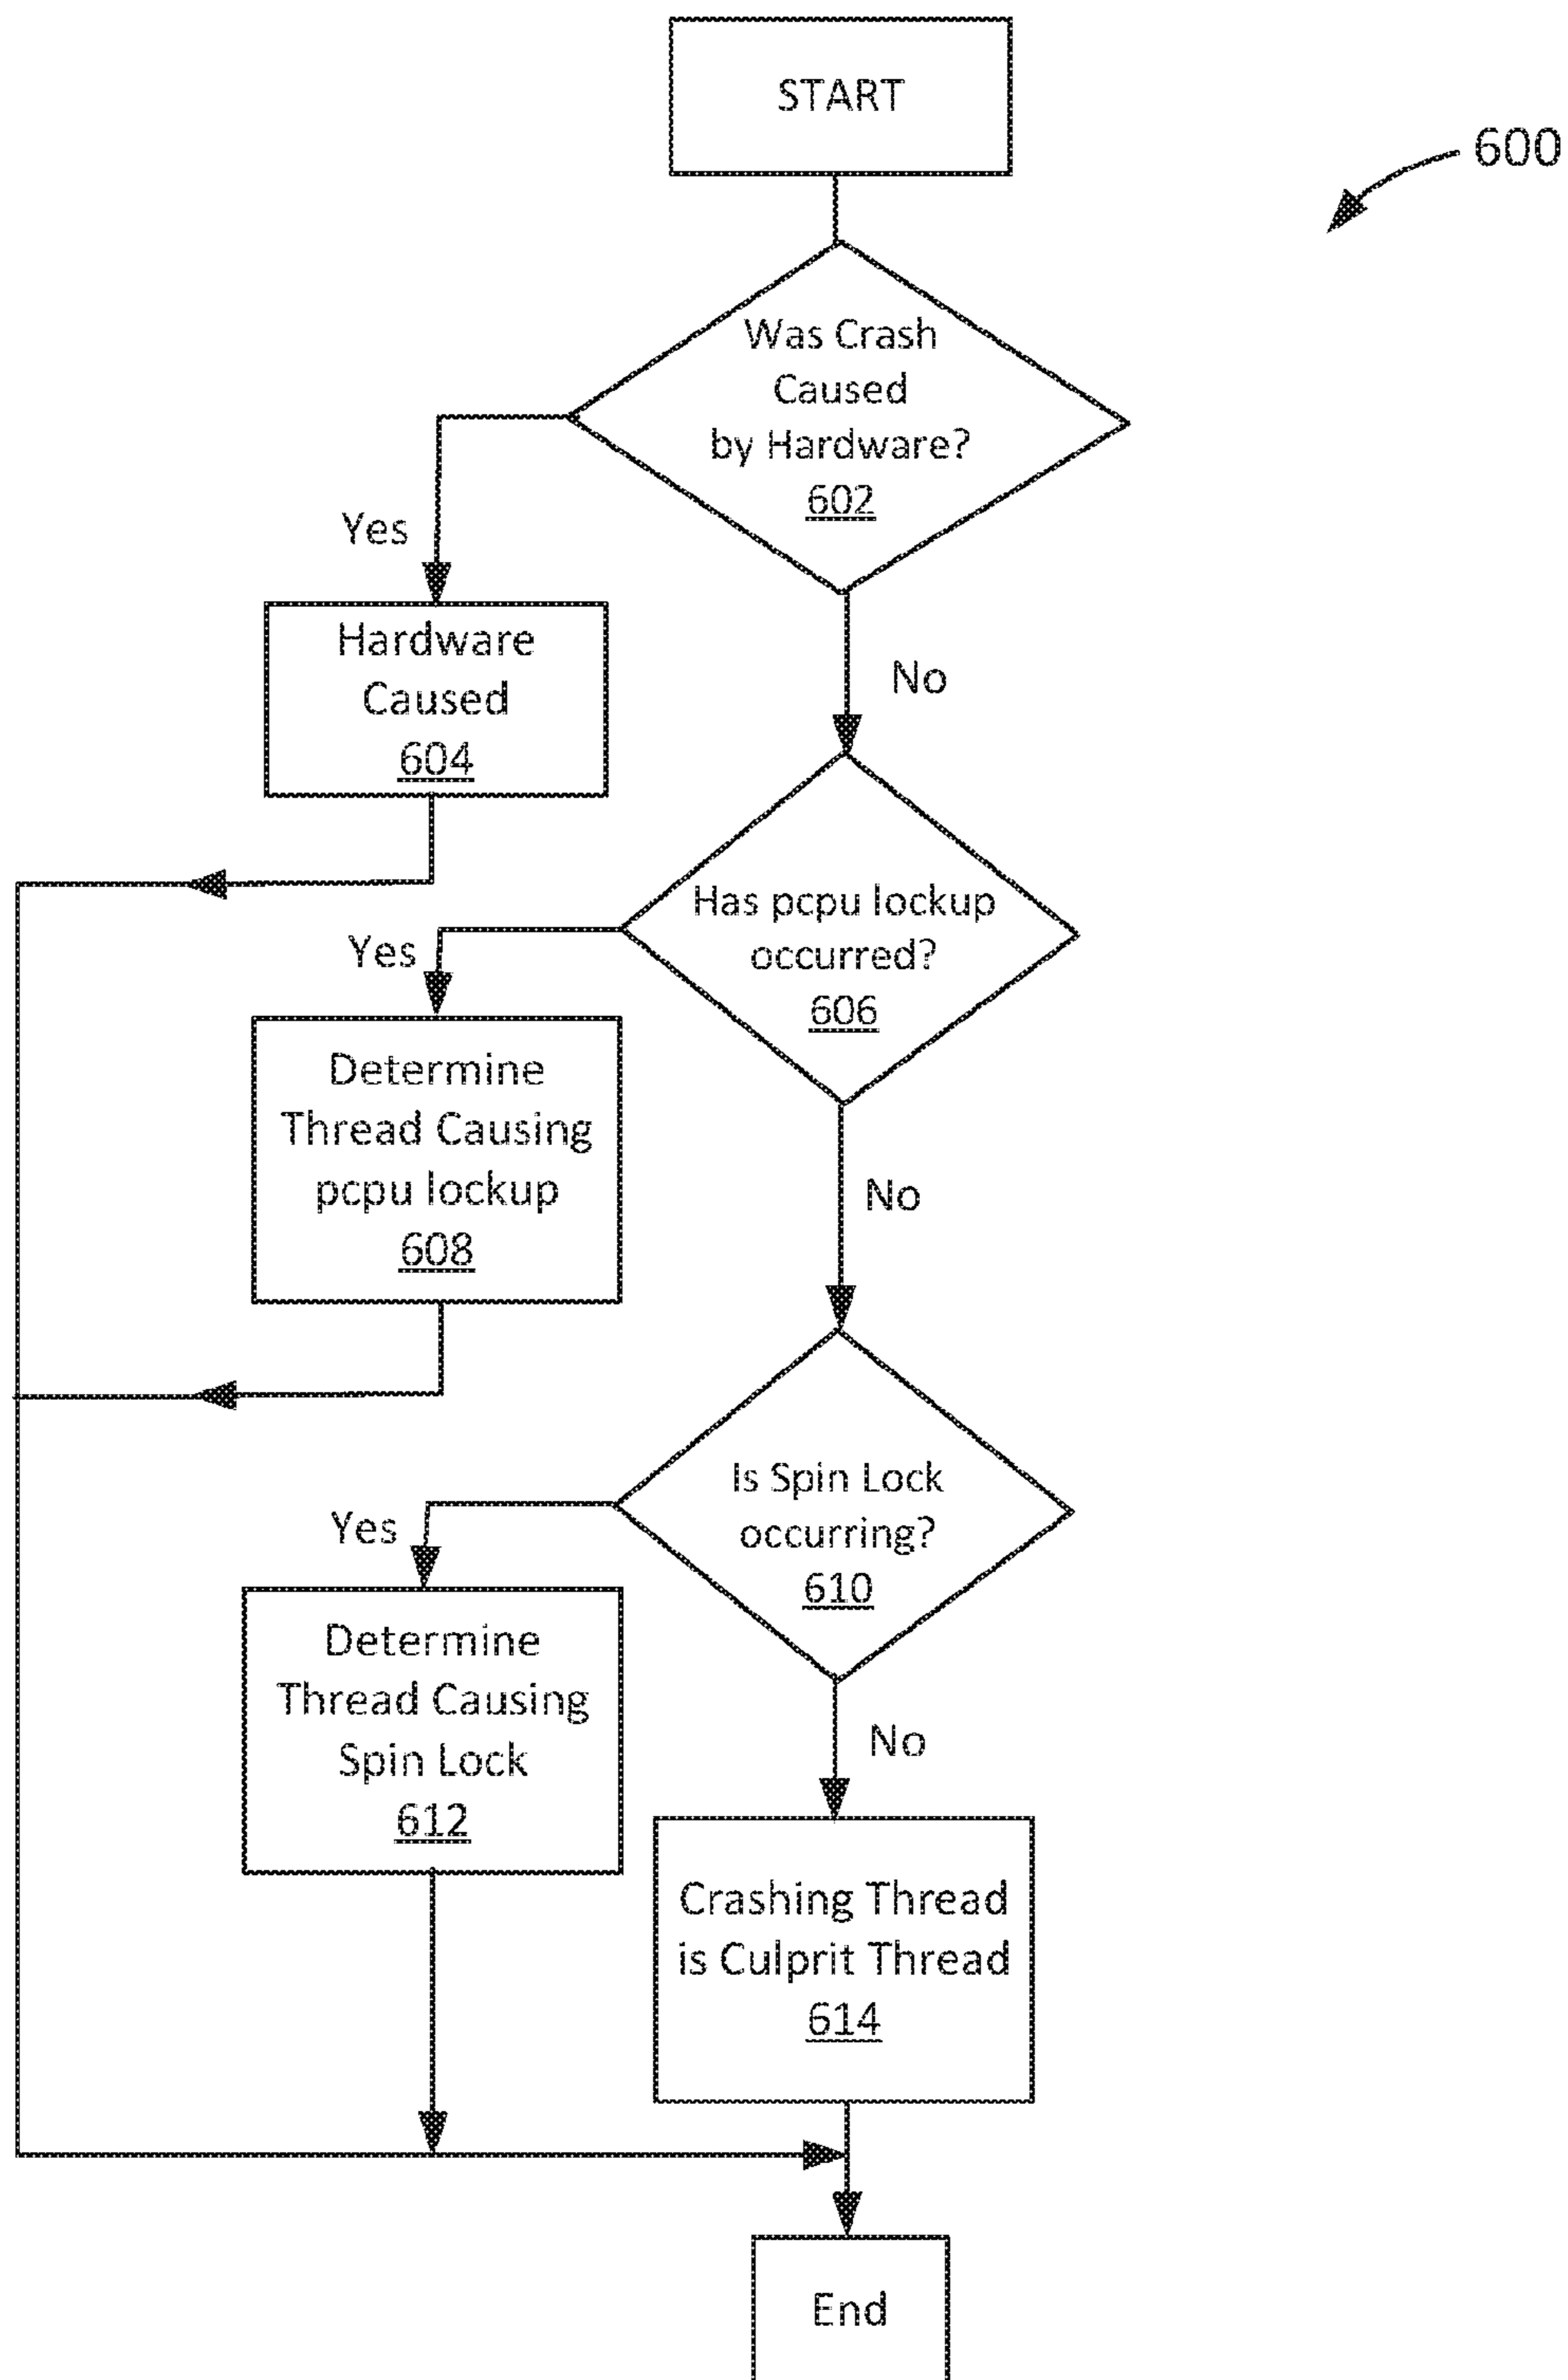 START
600
Was Crash
Caused
by Hardware?
602
Yes
Hardware
Caused
604
No
Has pcpu lockup
occurred?
606
Yes
Determine
Thread Causing
pcpu lockup
608
No
Is Spin Lock
occurring?
610
Yes
Determine
Thread Causing
Spin Lock
612
No
Crashing Thread
is Culprit Thread
614
End